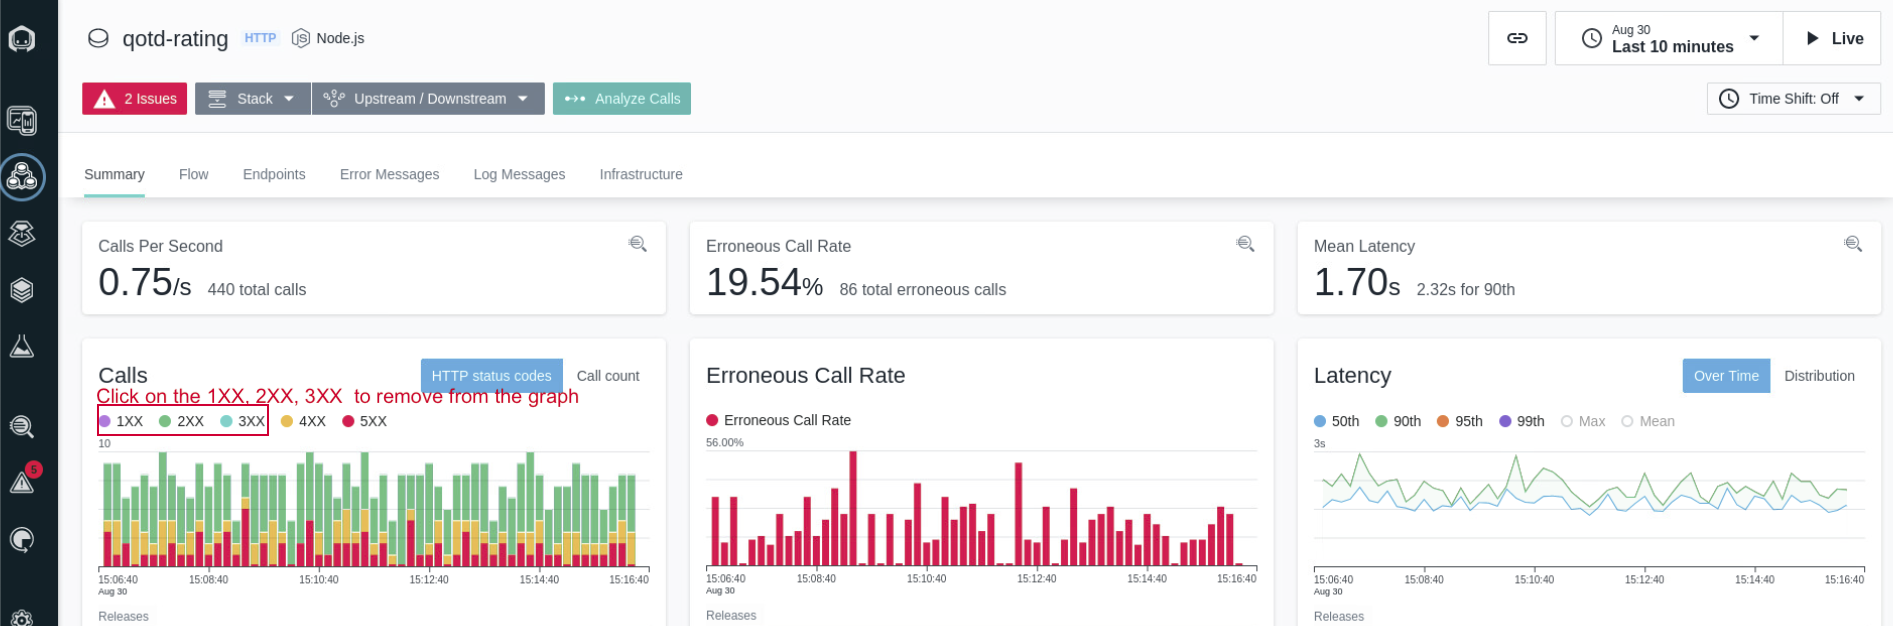 qotd-rating HTTP JS Node.js
Aug 30
Last 10 minutes
Live
2 Issues Stack Upstream / Downstream Analyze Calls
Time Shift: Off
Summary Flow Endpoints Error Messages Log Messages Infrastructure
Calls Per Second
0.75/s 440 total calls
Erroneous Call Rate
19.54% 86 total erroneous calls
Mean Latency
1.70s 2.32s for 90th
Calls HTTP status codes Call count
Click on the 1XX, 2XX, 3XX to remove from the graph
1XX 2XX 3XX 4XX 5XX
10
15:06:40 15:08:40 15:10:40 15:12:40 15:14:40 15:16:40
Aug 30
Releases
Erroneous Call Rate
Erroneous Call Rate
56.00%
15:06:40 15:08:40 15:10:40 15:12:40 15:14:40 15:16:40
Aug 30
Releases
Latency Over Time Distribution
50th 90th 95th 99th Max Mean
3s
15:06:40 15:08:40 15:10:40 15:12:40 15:14:40 15:16:40
Aug 30
Releases
5